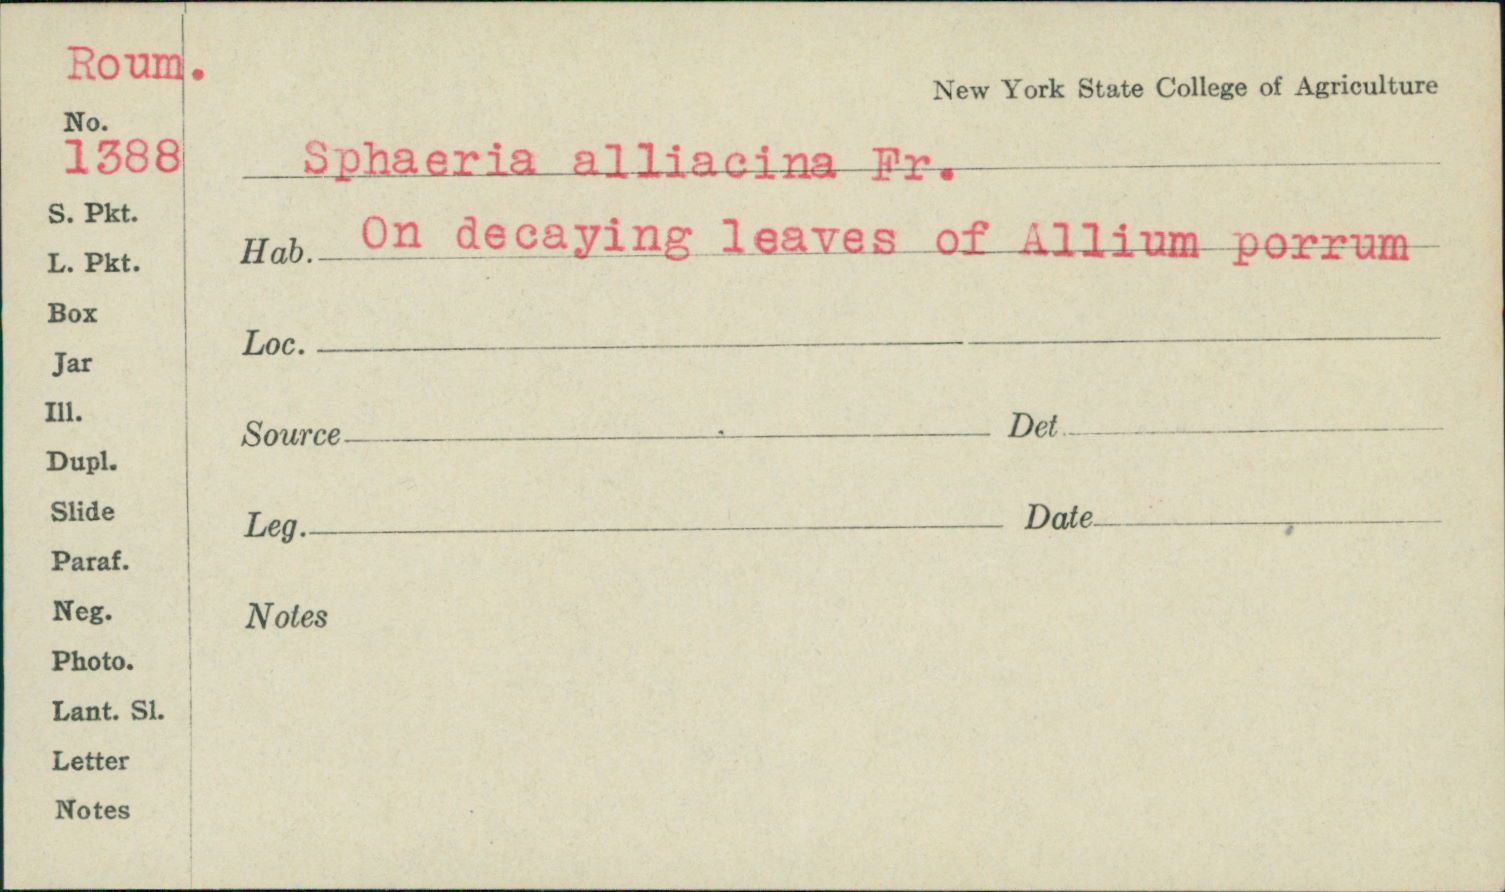 Roum.
New York State College of Agriculture
No.
1388
Sphaeria alliacina Fr.
S. Pkt.
Hab. On decaying leaves of Allium porrum
L. Pkt.
Box
Loc.
Jar
Ill.
Source Det
Dupl.
Slide
Leg. Date
Paraf.
Neg.
Notes
Photo.
Lant. Sl.
Letter
Notes